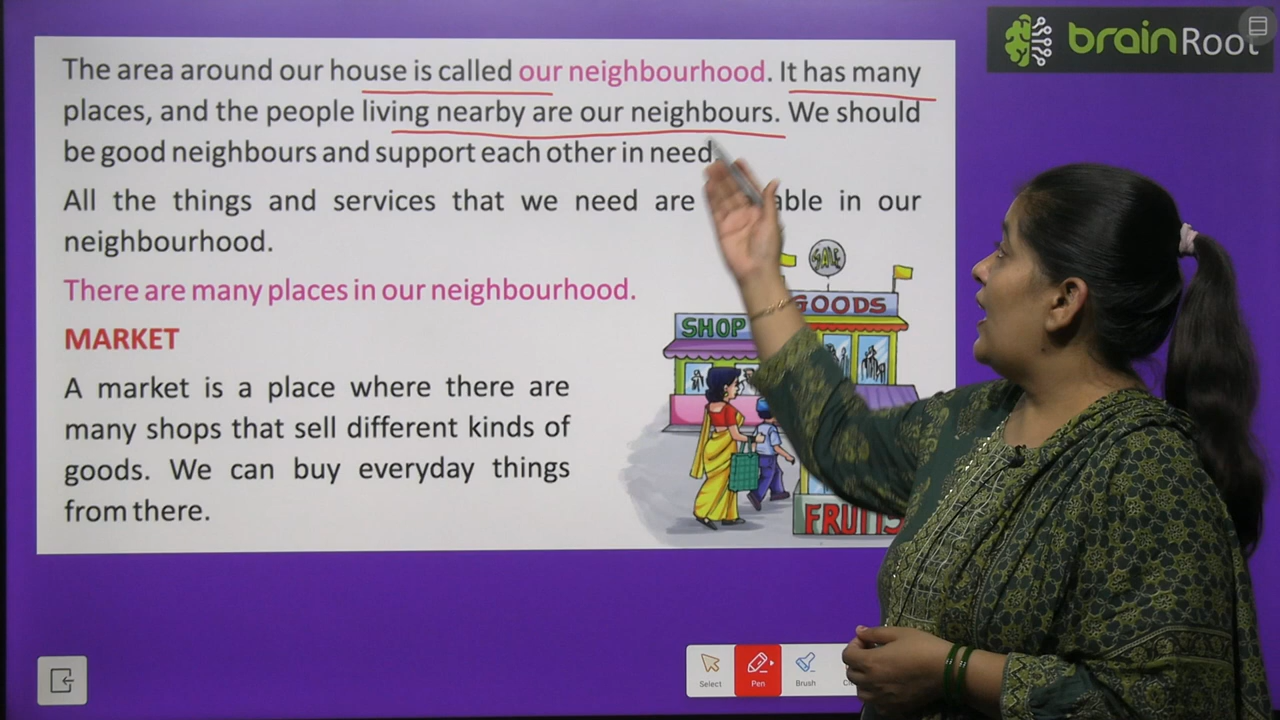 The area around our house is called our neighbourhood. It has many
places, and the people living nearby are our neighbours. We should
be good neighbours and support each other in need.
All the things and services that we need are able in our
neighbourhood.
There are many places in our neighbourhood.
MARKET
A market is a place where there are
many shops that sell different kinds of
goods. We can buy everyday things
from there.
SALE
GOODS
SHOP
FRUITS
brainRoot
Select
Pen
Brush